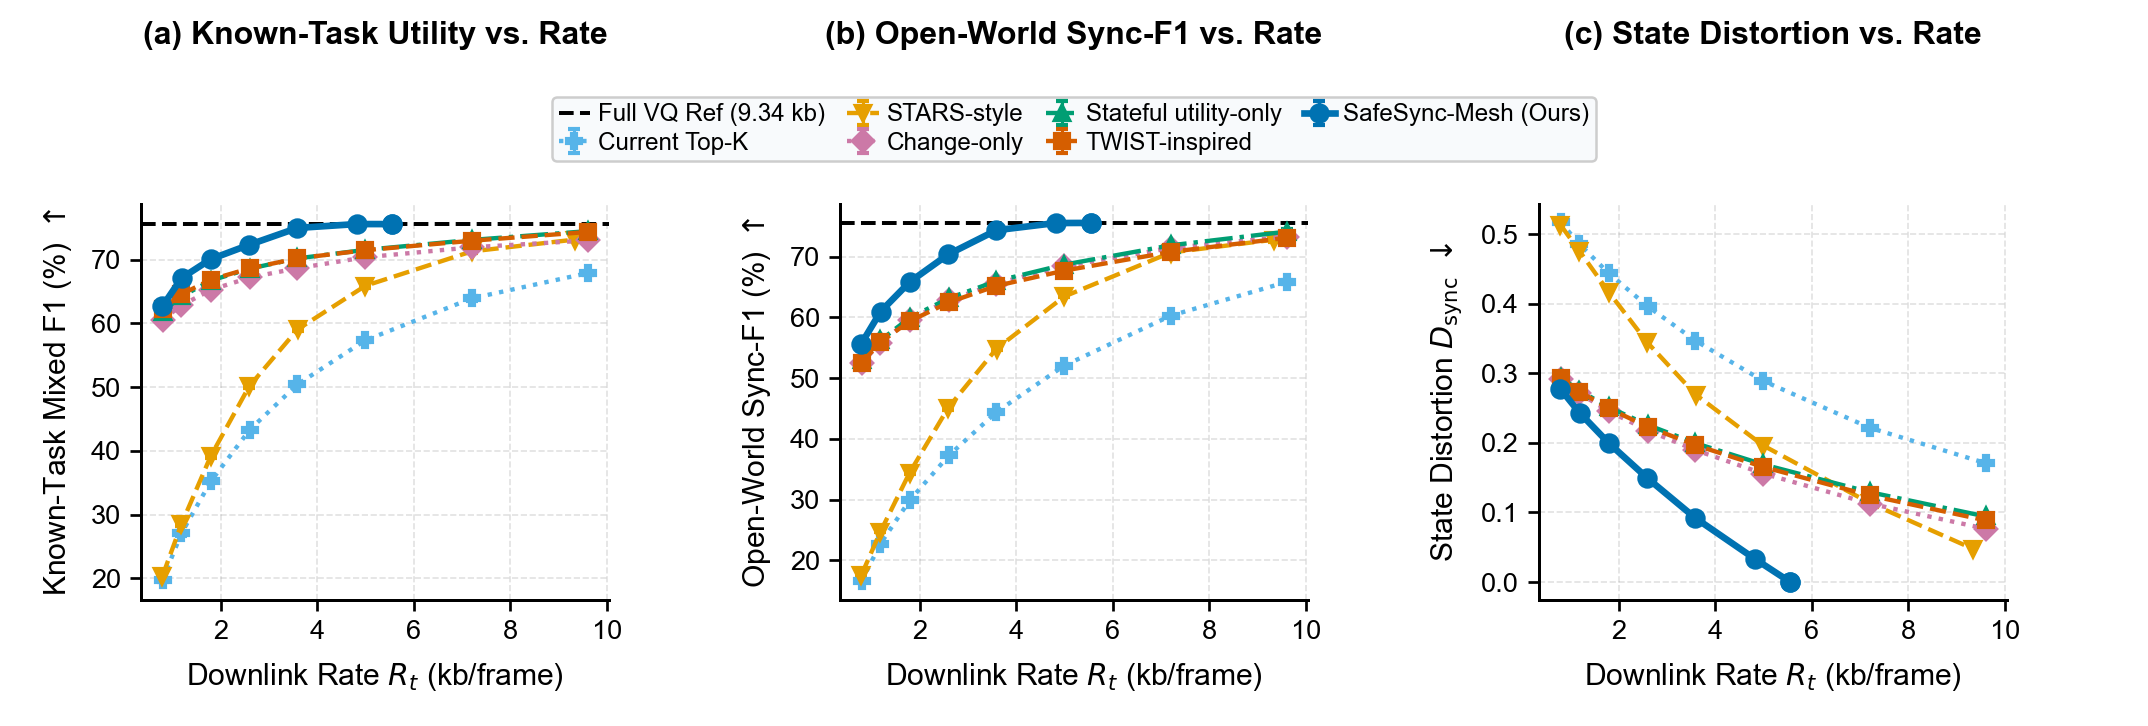 (a) Known-Task Utility vs. Rate
(b) Open-World Sync-F1 vs. Rate
(c) State Distortion vs. Rate
Full VQ Ref (9.34 kb)
Current Top-K
STARS-style
Change-only
Stateful utility-only
TWIST-inspired
SafeSync-Mesh (Ours)
Known-Task Mixed F1 (%) ↑
70
60
50
40
30
20
2 4 6 8 10
Downlink Rate R_t (kb/frame)
Open-World Sync-F1 (%) ↑
70
60
50
40
30
20
2 4 6 8 10
Downlink Rate R_t (kb/frame)
State Distortion D_sync ↓
0.5
0.4
0.3
0.2
0.1
0.0
2 4 6 8 10
Downlink Rate R_t (kb/frame)